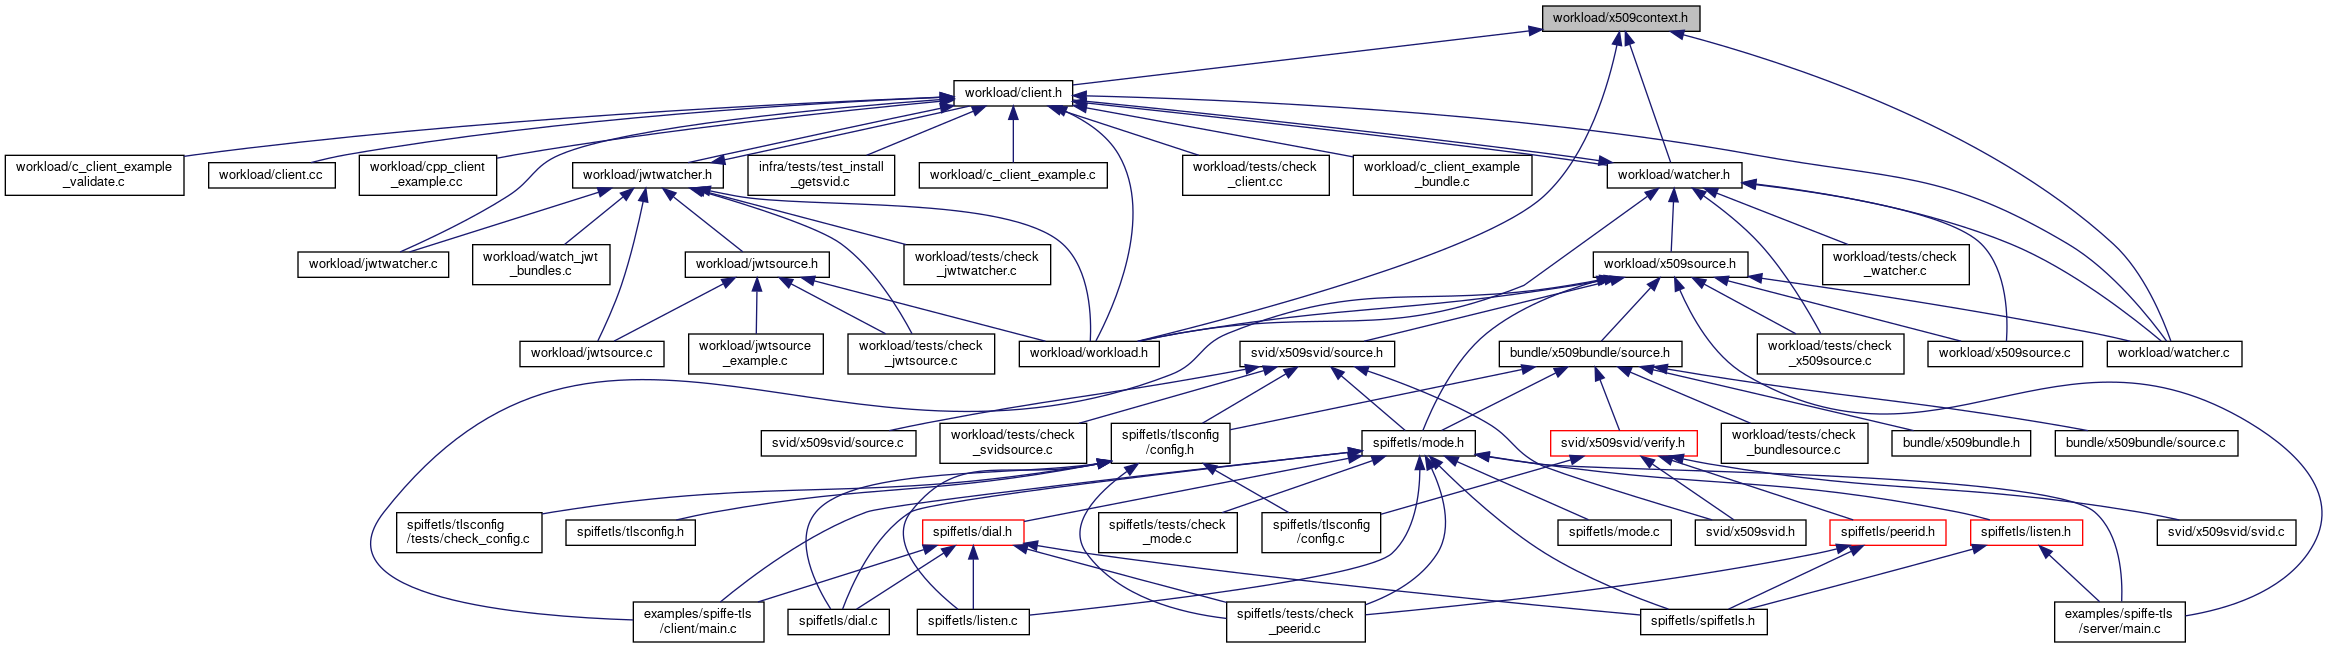 workload/x509context.h
workload/client.h
workload/c_client_example
_validate.c
workload/client.cc
workload/cpp_client
_example.cc
workload/jwtwatcher.h
infra/tests/test_install
_getsvid.c
workload/c_client_example.c
workload/tests/check
_client.cc
workload/c_client_example
_bundle.c
workload/watcher.h
workload/jwtwatcher.c
workload/watch_jwt
_bundles.c
workload/jwtsource.h
workload/tests/check
_jwtwatcher.c
workload/x509source.h
workload/tests/check
_watcher.c
workload/jwtsource.c
workload/jwtsource
_example.c
workload/tests/check
_jwtsource.c
workload/workload.h
svid/x509svid/source.h
bundle/x509bundle/source.h
workload/tests/check
_x509source.c
workload/x509source.c
workload/watcher.c
svid/x509svid/source.c
workload/tests/check
_svidsource.c
spiffetls/tlsconfig
/config.h
spiffetls/mode.h
svid/x509svid/verify.h
workload/tests/check
_bundlesource.c
bundle/x509bundle.h
bundle/x509bundle/source.c
spiffetls/tlsconfig
/tests/check_config.c
spiffetls/tlsconfig.h
spiffetls/dial.h
spiffetls/tests/check
_mode.c
spiffetls/tlsconfig
/config.c
spiffetls/mode.c
svid/x509svid.h
spiffetls/peerid.h
spiffetls/listen.h
svid/x509svid/svid.c
examples/spiffe-tls
/client/main.c
spiffetls/dial.c
spiffetls/listen.c
spiffetls/tests/check
_peerid.c
spiffetls/spiffetls.h
examples/spiffe-tls
/server/main.c